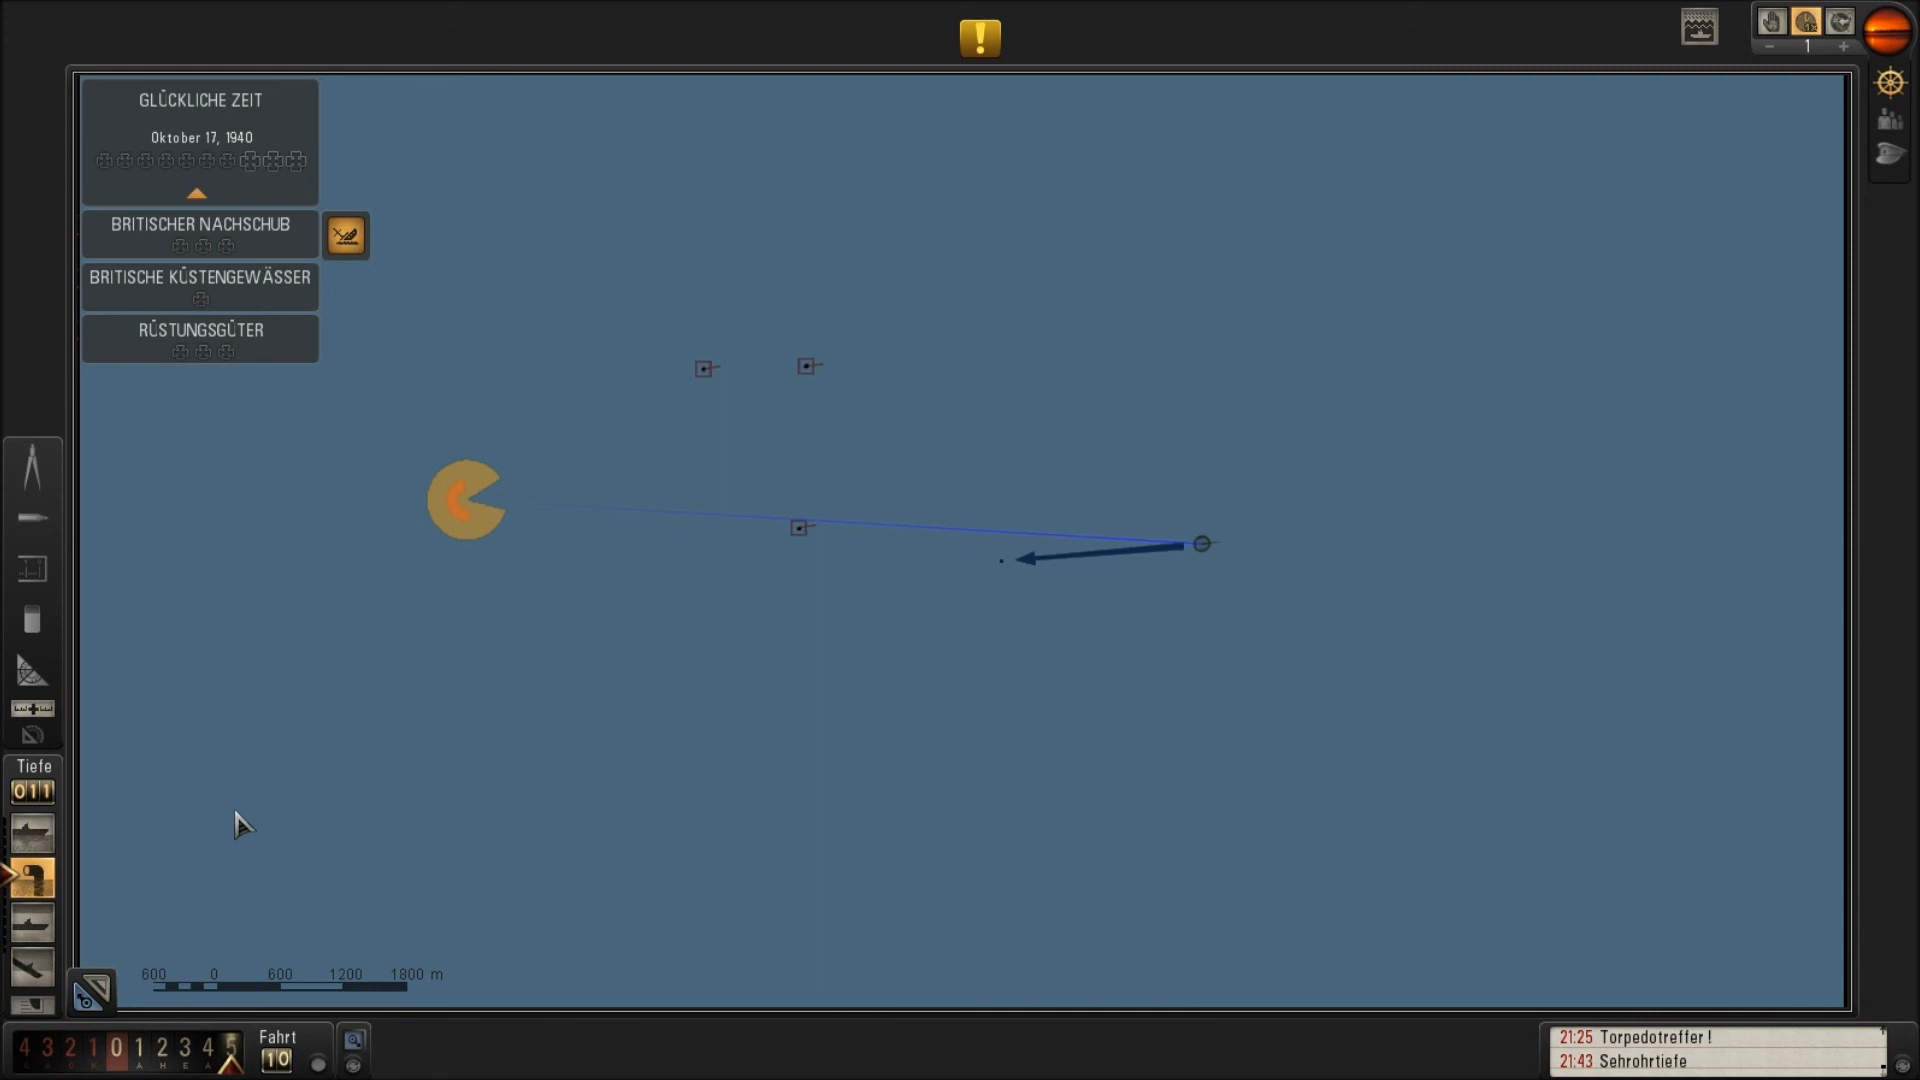 1
GLÜCKLICHE ZEIT
Oktober 17, 1940
BRITISCHER NACHSCHUB
BRITISCHE KÜSTENGEWÄSSER
RÜSTUNGSGÜTER
Tiefe
011
600 0 600 1200 1800 m
4 3 2 1 0 1 2 3 4 5
Fahrt
10
21:25 Torpedotreffer !
21:43 Sehrohrtiefe